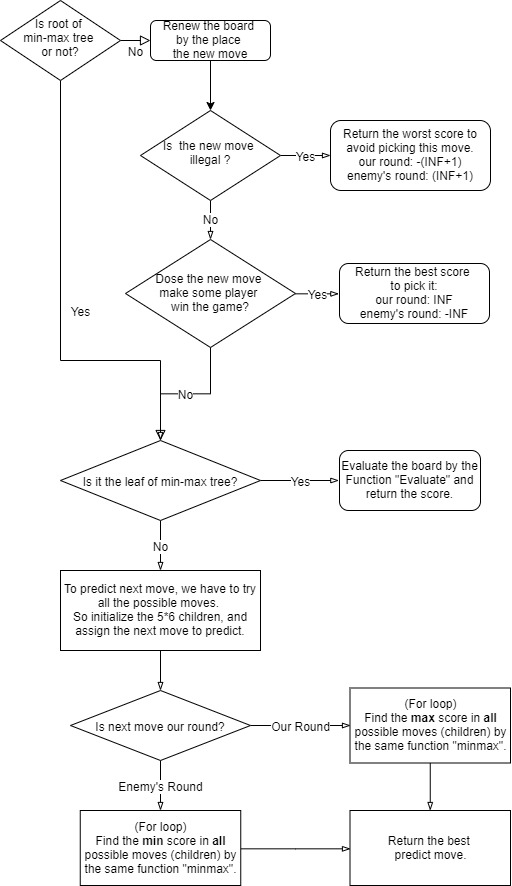 Is root of
min-max tree
or not?
No
Renew the board
by the place
the new move
Is  the new move
illegal ?
Yes
Return the worst score to
avoid picking this move.
our round: -(INF+1)
enemy's round: (INF+1)
No
Dose the new move
make some player
win the game?
Yes
Return the best score
to pick it:
our round: INF
enemy's round: -INF
Yes
No
Is it the leaf of min-max tree?
Yes
Evaluate the board by the
Function "Evaluate" and
return the score.
No
To predict next move, we have to try
all the possible moves.
So initialize the 5*6 children, and
assign the next move to predict.
Is next move our round?
Our Round
(For loop)
Find the max score in all
possible moves (children) by
the same function "minmax".
Enemy's Round
(For loop)
Find the min score in all
possible moves (children) by
the same function "minmax".
Return the best
predict move.